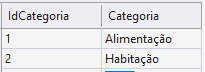 IdCategoria Categoria
1 Alimentação
2 Habitação